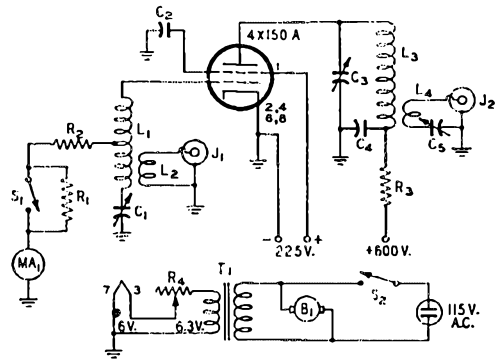 C2
4X150 A
1
C3
L3
L4
J2
R2
L1
L2
J1
2,4
6,8
C4
C5
S1
R1
C1
R3
MA1
-
225V.
+
+600V.
7
3
R4
T1
6V.
6.3V.
B1
S2
115V.
A.C.